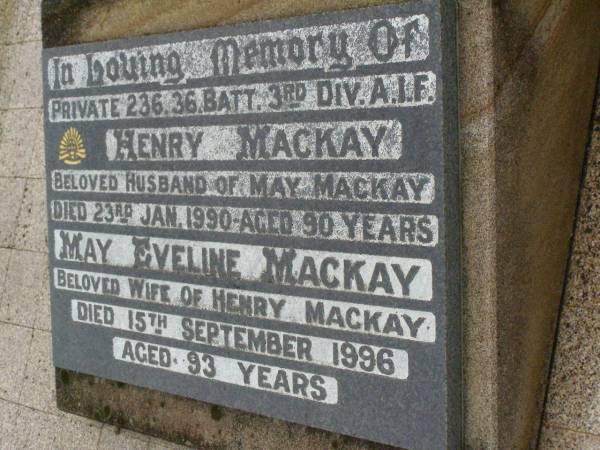 In Loving Memory Of
PRIVATE 236. 36. BATT. 3RD DIV. A.I.F.
HENRY MACKAY
BELOVED HUSBAND OF MAY MACKAY
DIED 23RD JAN. 1990 · AGED 90 YEARS
MAY EVELINE MACKAY
BELOVED WIFE OF HENRY MACKAY
DIED 15TH SEPTEMBER 1996
AGED · 93 YEARS